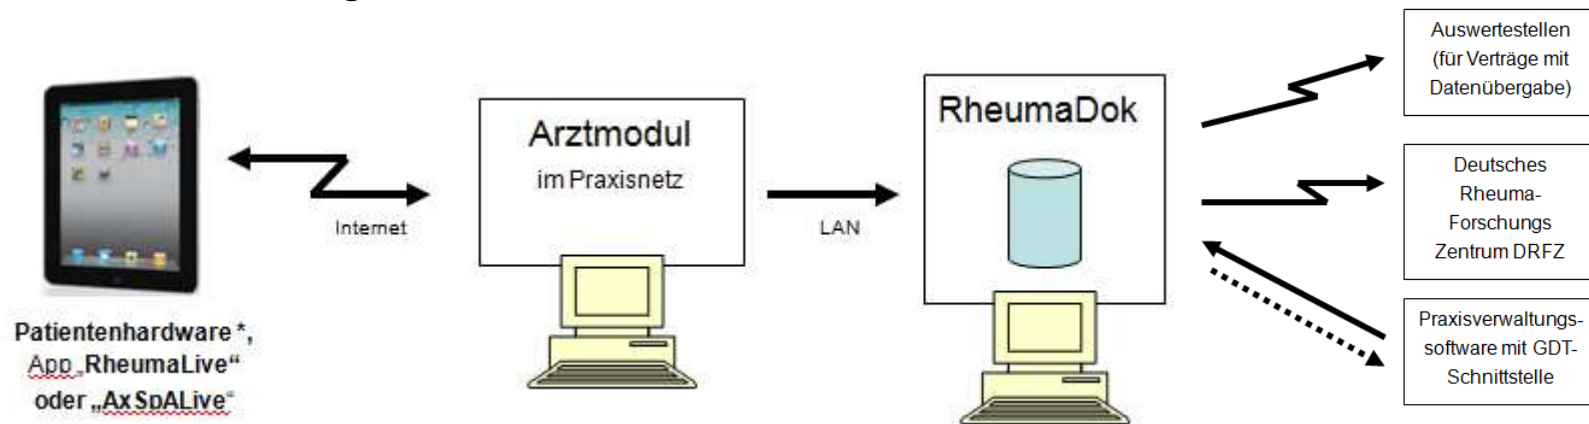 Patientenhardware *,
App „RheumaLive“
oder „AxSpALive“
Internet
Arztmodul
im Praxisnetz
LAN
RheumaDok
Auswertestellen
(für Verträge mit
Datenübergabe)
Deutsches
Rheuma-
Forschungs
Zentrum DRFZ
Praxisverwaltungs-
software mit GDT-
Schnittstelle